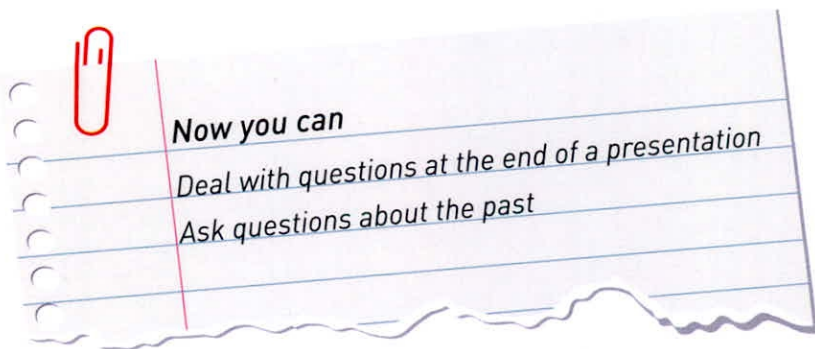 Now you can
Deal with questions at the end of a presentation
Ask questions about the past